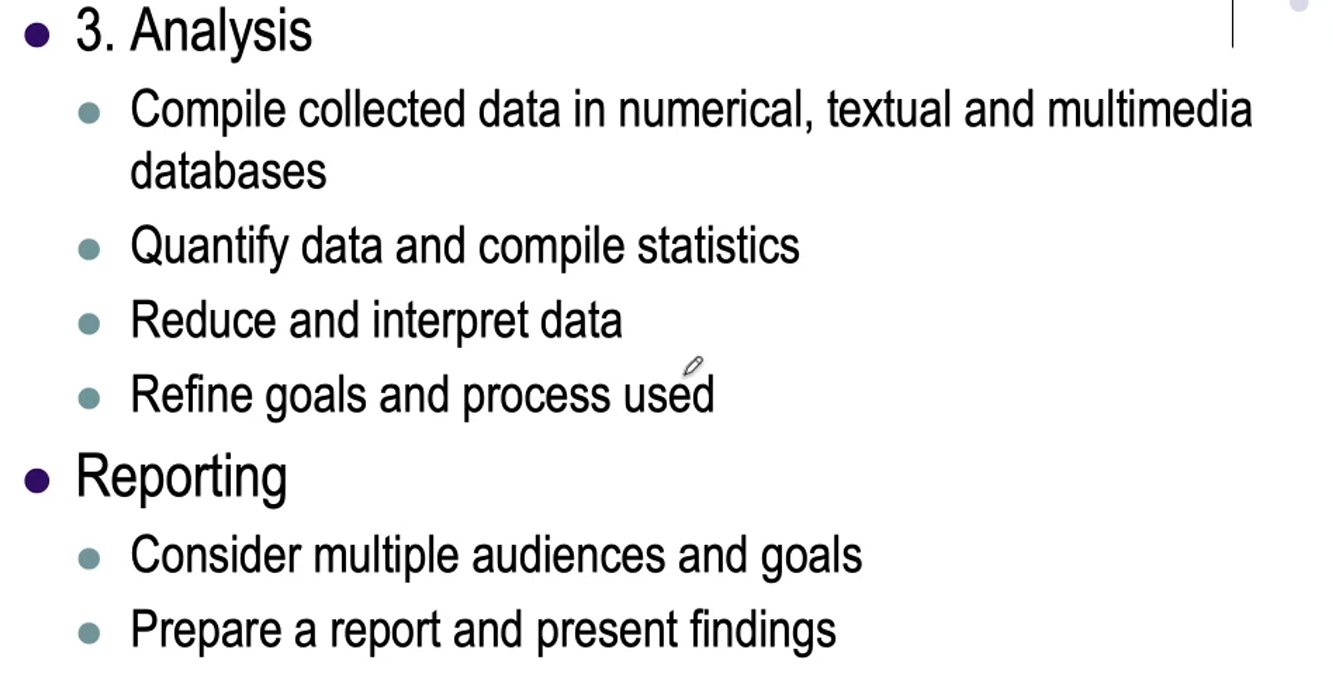 3. Analysis
Compile collected data in numerical, textual and multimedia
databases
Quantify data and compile statistics
Reduce and interpret data
Refine goals and process used
Reporting
Consider multiple audiences and goals
Prepare a report and present findings